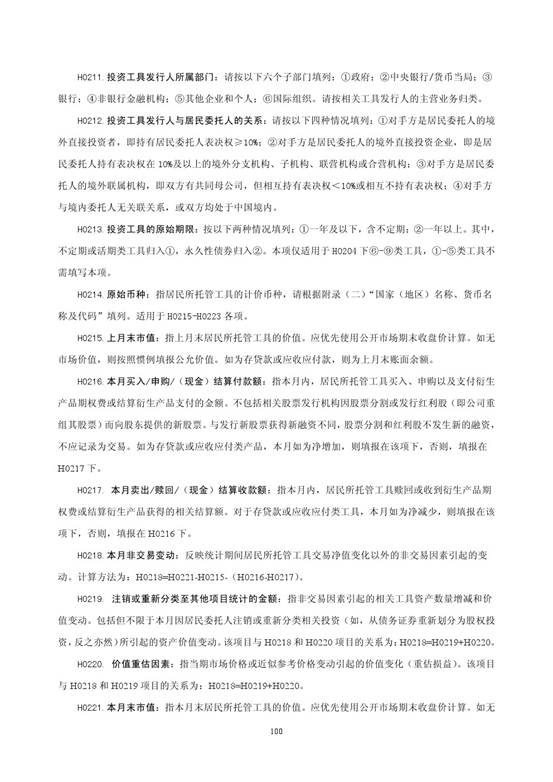 H0211.投资工具发行人所属部门：请按以下六个子部门填列：①政府；②中央银行/货币当局；③
银行；④非银行金融机构；⑤其他企业和个人；⑥国际组织。请按相关工具发行人的主营业务归类。
H0212.投资工具发行人与居民委托人的关系：请按以下四种情况填列：①对手方是居民委托人的境
外直接投资者，即持有居民委托人表决权≥10%；②对手方是居民委托人的境外直接投资企业，即是居
民委托人持有表决权在 10%及以上的境外分支机构、子机构、联营机构或合营机构；③对手方是居民委
托人的境外联属机构，即双方有共同母公司，但相互持有表决权＜10%或相互不持有表决权；④对手方
与境内委托人无关联关系，或双方均处于中国境内。
H0213.投资工具的原始期限：按以下两种情况填列：①一年及以下，含不定期；②一年以上。其中，
不定期或活期类工具归入①，永久性债券归入②。本项仅适用于 H0204 下⑥-⑨类工具，①-⑤类工具不
需填写本项。
H0214.原始币种：指居民所托管工具的计价币种，请根据附录（二）“国家（地区）名称、货币名
称及代码”填列。适用于 H0215-H0223 各项。
H0215.上月末市值：指上月末居民所托管工具的价值。应优先使用公开市场期末收盘价计算。如无
市场价值，则按照惯例填报公允价值。如为存贷款或应收应付款，则为上月末账面余额。
H0216.本月买入/申购/（现金）结算付款额：指本月内，居民所托管工具买入、申购以及支付衍生
产品期权费或结算衍生产品支付的金额。不包括相关股票发行机构因股票分割或发行红利股（即公司重
组其股票）而向股东提供的新股票。与发行新股票获得新融资不同，股票分割和红利股不发生新的融资，
不应记录为交易。如为存贷款或应收应付类产品，本月如为净增加，则填报在该项下，否则，填报在
H0217 下。
H0217. 本月卖出/赎回/（现金）结算收款额：指本月内，居民所托管工具赎回或收到衍生产品期
权费或结算衍生产品获得的相关结算额。对于存贷款或应收应付类工具，本月如为净减少，则填报在该
项下，否则，填报在 H0216 下。
H0218.本月非交易变动：反映统计期间居民所托管工具交易净值变化以外的非交易因素引起的变
动。计算方法为：H0218=H0221-H0215-（H0216-H0217）。
H0219. 注销或重新分类至其他项目统计的金额：指非交易因素引起的相关工具资产数量增减和价
值变动。包括但不限于本月因居民委托人注销或重新分类相关投资（如，从债务证券重新划分为股权投
资，反之亦然）所引起的资产价值变动。该项目与 H0218 和 H0220 项目的关系为：H0218=H0219+H0220。
H0220. 价值重估因素：指当期市场价格或近似参考价格变动引起的价值变化（重估损益）。该项目
与 H0218 和 H0219 项目的关系为：H0218=H0219+H0220。
H0221.本月末市值：指本月末居民所托管工具的价值。应优先使用公开市场期末收盘价计算。如无
100